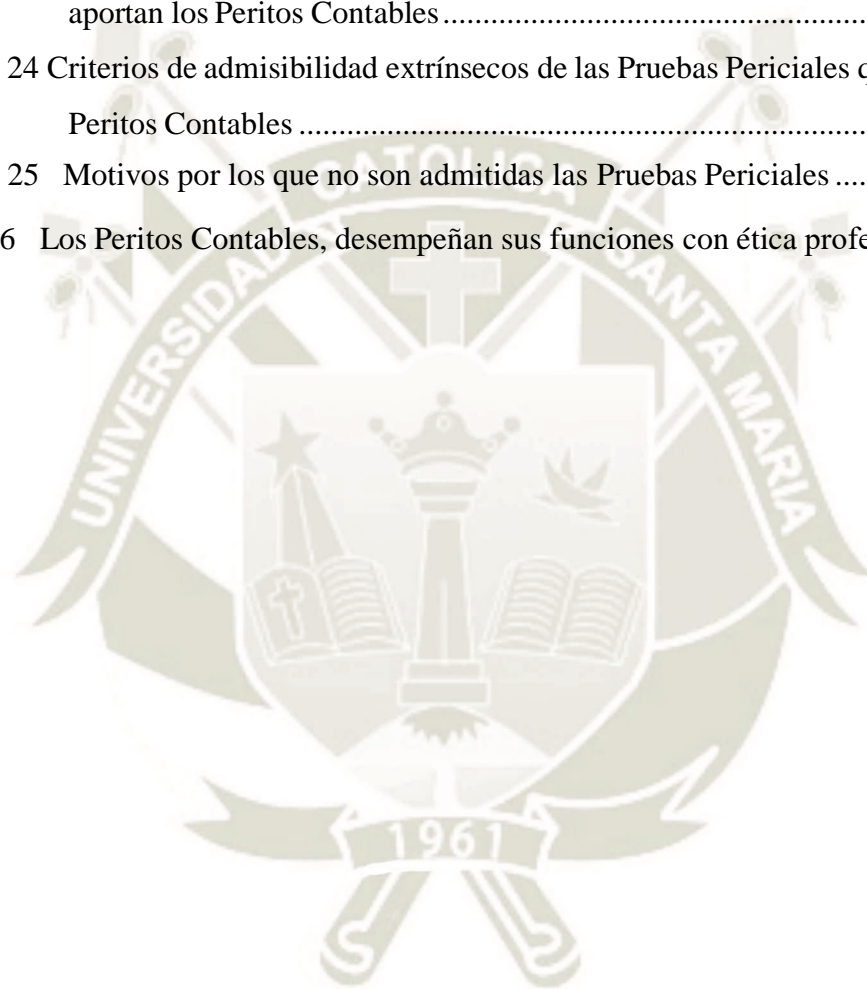 aportan los Peritos Contables
24 Criterios de admisibilidad extrínsecos de las Pruebas Periciales
Peritos Contables
25 Motivos por los que no son admitidas las Pruebas Periciales
6 Los Peritos Contables, desempeñan sus funciones con ética
UNIVERSIDAD CATOLICA SANTA MARIA
1961